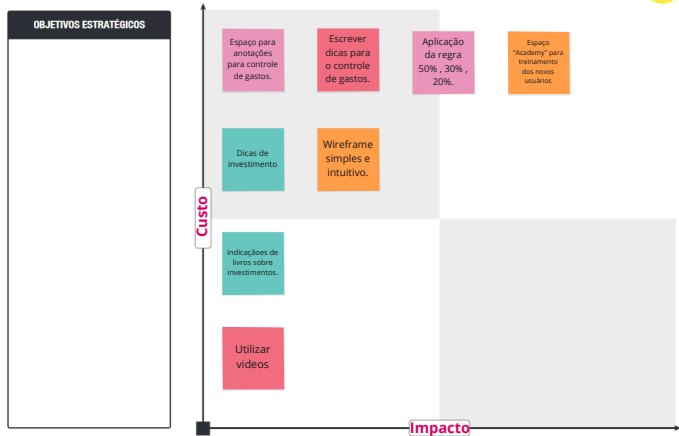 OBJETIVOS ESTRATÉGICOS
Espaço para
anotações
para controle
de gastos.
Escrever
dicas para
o controle
de gastos.
Aplicação
da regra
50% , 30% ,
20%.
Espaço
"Academy" para
treinamento
dos novos
usuários
Dicas de
investimento
Wireframe
simples e
intuitivo.
Custo
Indicaçãoes de
livros sobre
investimentos.
Utilizar
videos
Impacto